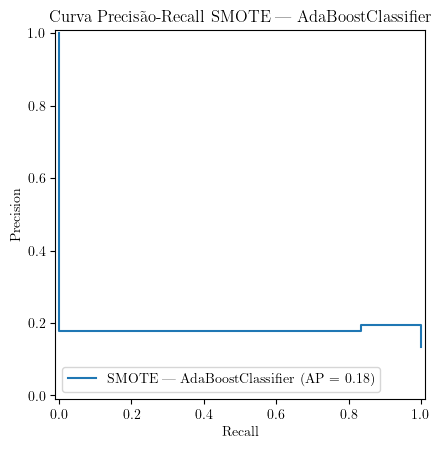 Curva Precisão-Recall SMOTE — AdaBoostClassifier
1.0
0.8
0.6
0.4
0.2
0.0
Precision
SMOTE — AdaBoostClassifier (AP = 0.18)
0.0 0.2 0.4 0.6 0.8 1.0
Recall